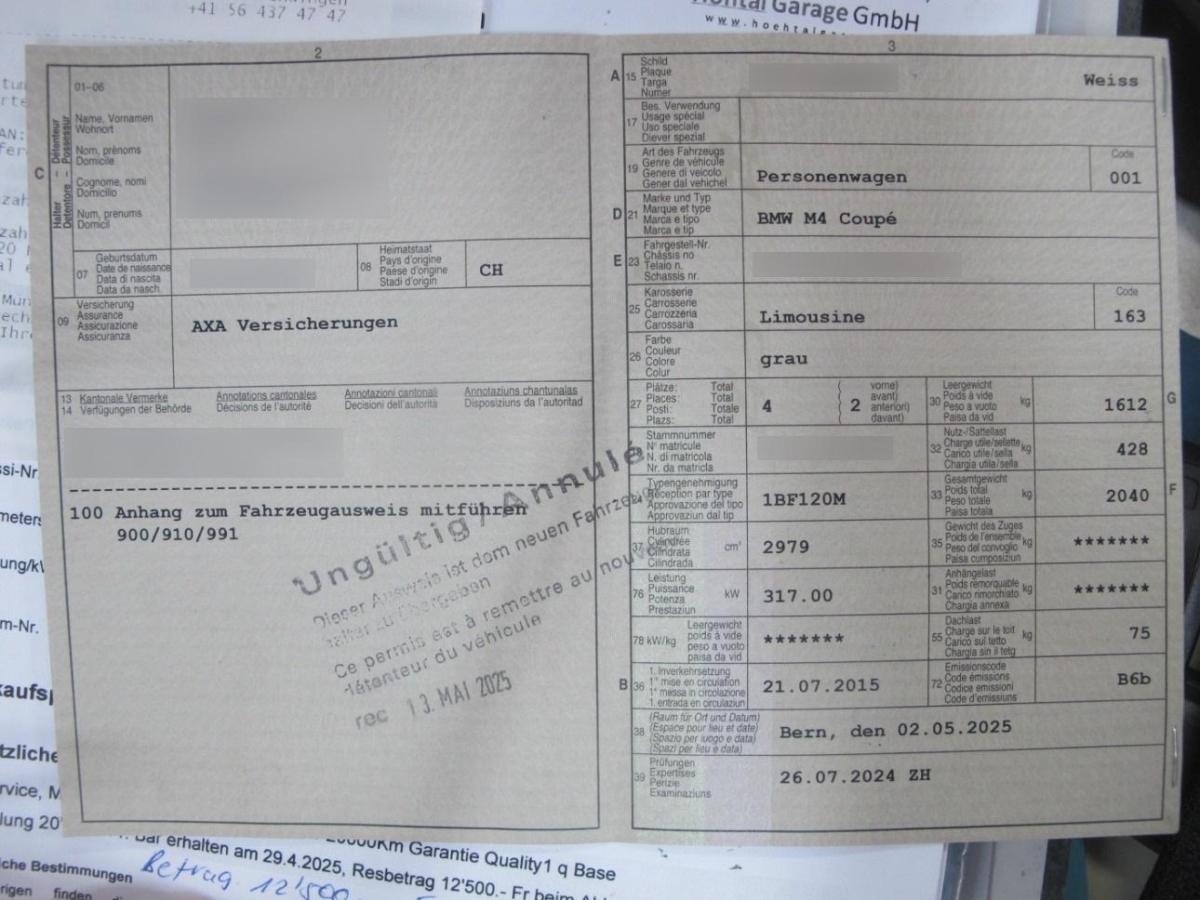 +41 56 437 47 47
Garage GmbH
2
01-06
Halter - Détenteur
Detentore - Possessur
Name, Vornamen
Wohnort
Nom, prénoms
Domicile
Cognome, nomi
Domicilio
Num, prenums
Domicil
C
07
Geburtsdatum
Date de naissance
Data di nascita
Data da nasch.
08
Heimatstaat
Pays d'origine
Paese d'origine
Stadi d'origin
CH
09
Versicherung
Assurance
Assicurazione
Assicuranza
AXA Versicherungen
13 Kantonale Vermerke
14 Verfügungen der Behörde
Annotations cantonales
Décisions de l'autorité
Annotazioni cantonali
Decisioni dell'autorità
Annotaziuns chantunalas
Disposiziuns da l'autoritad
100 Anhang zum Fahrzeugausweis mitführen
900/910/991
Ungültig / Annulé
Dieser Ausweis ist dem neuen Fahrzeug
Ce permis est à remettre au nouveau
détenteur du véhicule
rec 13. MAI 2025
3
A 15
Schild
Plaque
Targa
Numer
Weiss
17
Bes. Verwendung
Usage spécial
Uso speciale
Diever spezial
19
Art des Fahrzeugs
Genre de véhicule
Genere di veicolo
Gener dal vehichel
Personenwagen
Code
001
D 21
Marke und Typ
Marque et type
Marca e tipo
Marca e tip
BMW M4 Coupé
E 23
Fahrgestell-Nr.
Châssis no
Telaio n.
Schassis nr.
25
Karosserie
Carrosserie
Carrozzeria
Carossaria
Limousine
Code
163
26
Farbe
Couleur
Colore
Colur
grau
27
Plätze: Total
Places: Total
Posti: Totale
Plazs: Total
4
2
vorne)
avant)
anteriori)
davant)
30
Leergewicht
Poids à vide
Peso a vuoto
Paisa da vid
kg
1612
G
Stammnummer
N° matricule
N. di matricola
Nr. da matricla
32
Nutz-/Sattellast
Charge utile/sellette
Carico utile/sella
Chargia utila/sella
kg
428
Typengenehmigung
Réception par type
Approvazione del tipo
Approvaziun dal tip
1BF120M
33
Gesamtgewicht
Poids total
Peso totale
Paisa totala
kg
2040
F
37
Hubraum
Cylindrée
Cilindrata
Cilindrada
cm³
2979
35
Gewicht des Zuges
Poids de l'ensemble
Peso del convoglio
Paisa cumposiziun
kg
*******
76
Leistung
Puissance
Potenza
Prestaziun
kW
317.00
31
Anhängelast
Poids remorquable
Carico rimorchiato
Chargia annexa
kg
*******
78 kW/kg
Leergewicht
poids à vide
peso a vuoto
paisa da vid
*******
55
Dachlast
Charge sur le toit
Carico sul tetto
Chargia sin il tetg
kg
75
B 36
1. Inverkehrsetzung
1re mise en circulation
1a messa in circolazione
1. entrada en circulaziun
21.07.2015
72
Emissionscode
Code émissions
Codice emissioni
Code d'emissiuns
B6b
38
(Raum für Ort und Datum)
(Espace pour lieu et date)
(Spazio per luogo e data)
(Spazi per lieu e data)
Bern, den 02.05.2025
39
Prüfungen
Expertises
Perizie
Examinaziuns
26.07.2024 ZH
Km Garantie Quality1 q Base
Bar erhalten am 29.4.2025, Resbetrag 12'500.- Fr beim
Bestimmungen
Betrag 12'500
finden